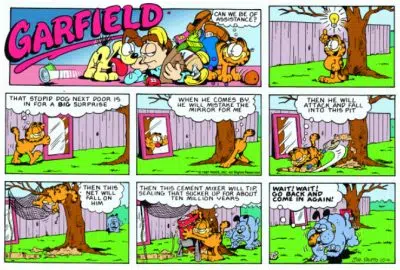 GARFIELD
CAN WE BE OF
ASSISTANCE?
THAT STUPID DOG NEXT DOOR IS
IN FOR A BIG SURPRISE
WHEN HE COMES BY,
HE WILL MISTAKE THE
MIRROR FOR ME
THEN HE WILL
ATTACK AND FALL
INTO THIS PIT
THEN THIS
NET WILL
FALL ON
HIM
THEN THIS CEMENT MIXER WILL TIP,
SEALING THAT SUCKER UP FOR ABOUT
TEN MILLION YEARS
WAIT! WAIT!
GO BACK AND
COME IN AGAIN!
JIM DAVIS